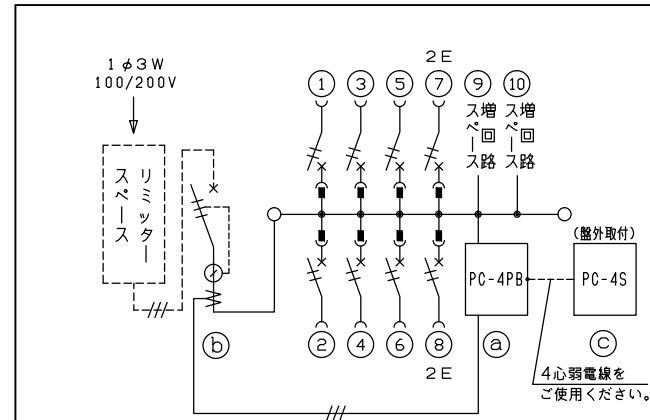 1φ3W
100/200V
リミッター
スペース
2E
1
3
5
7
9
10
増回路
スペース
増回路
スペース
(盤外取付)
PC-4PB
PC-4S
b
2
4
6
8
a
c
2E
4心弱電線を
ご使用ください。